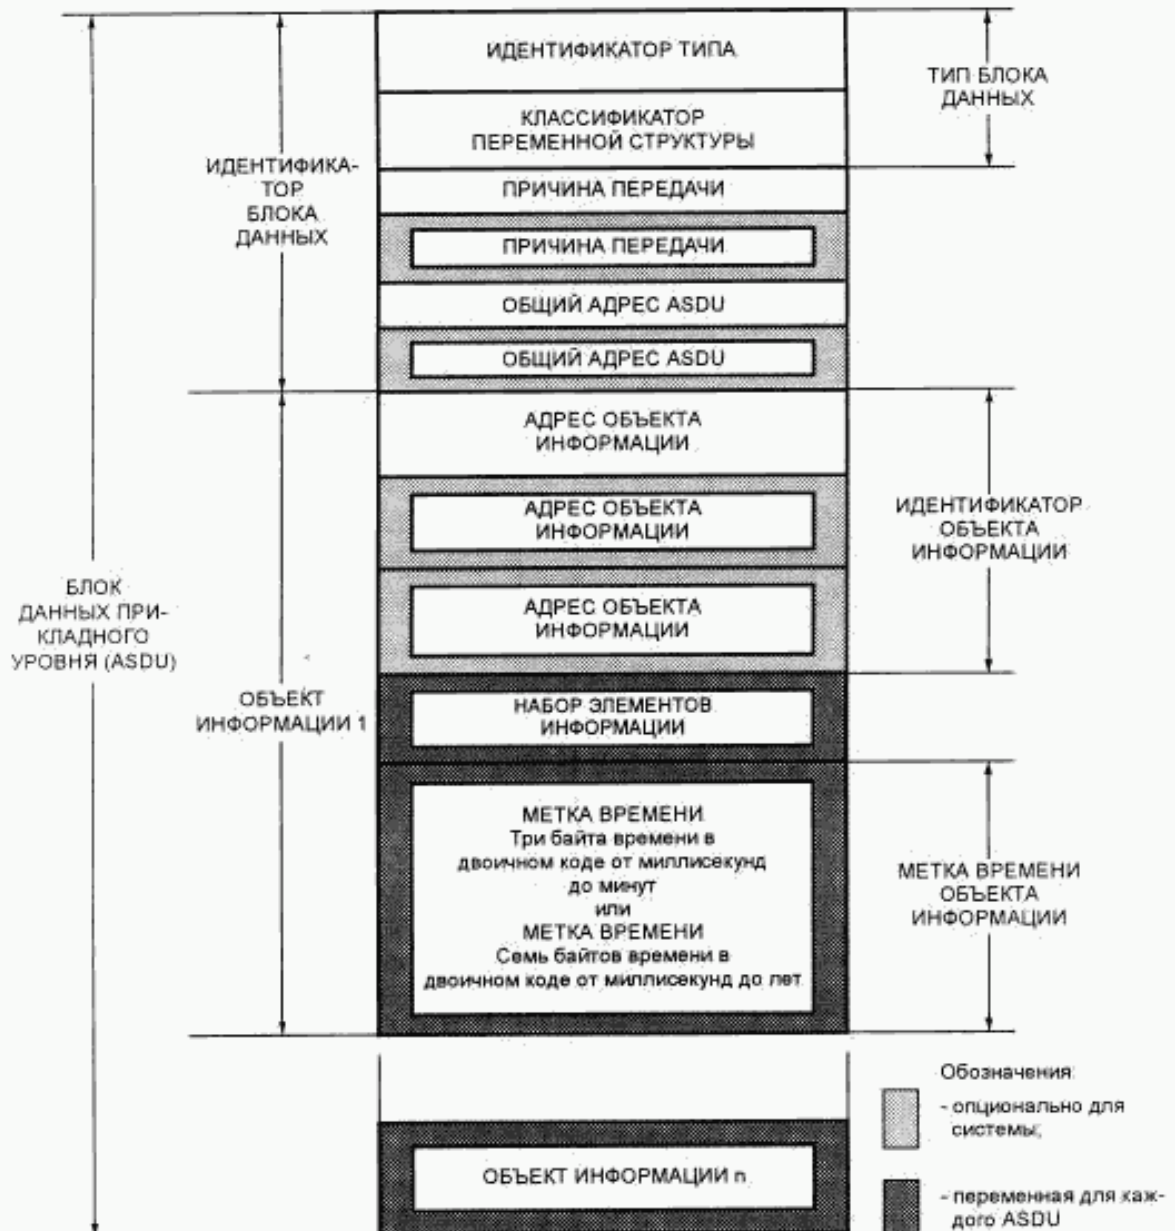 ИДЕНТИФИКАТОР ТИПА
ТИП БЛОКА
ДАННЫХ
КЛАССИФИКАТОР
ПЕРЕМЕННОЙ СТРУКТУРЫ
ИДЕНТИФИКА-
ТОР
БЛОКА
ДАННЫХ
ПРИЧИНА ПЕРЕДАЧИ
ПРИЧИНА ПЕРЕДАЧИ
ОБЩИЙ АДРЕС ASDU
ОБЩИЙ АДРЕС ASDU
АДРЕС ОБЪЕКТА
ИНФОРМАЦИИ
АДРЕС ОБЪЕКТА
ИНФОРМАЦИИ
ИДЕНТИФИКАТОР
ОБЪЕКТА
ИНФОРМАЦИИ
БЛОК
ДАННЫХ ПРИ-
КЛАДНОГО
УРОВНЯ (ASDU)
АДРЕС ОБЪЕКТА
ИНФОРМАЦИИ
ОБЪЕКТ
ИНФОРМАЦИИ 1
НАБОР ЭЛЕМЕНТОВ
ИНФОРМАЦИИ
МЕТКА ВРЕМЕНИ
Три байта времени в
двоичном коде от миллисекунд
до минут
или
МЕТКА ВРЕМЕНИ
Семь байтов времени в
двоичном коде от миллисекунд до лет
МЕТКА ВРЕМЕНИ
ОБЪЕКТА
ИНФОРМАЦИИ
Обозначения:
- опционально для
системы;
ОБЪЕКТ ИНФОРМАЦИИ n
- переменная для каж-
дого ASDU